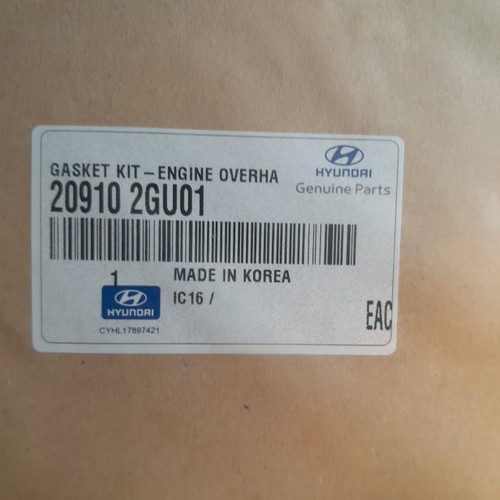 GASKET KIT-ENGINE OVERHA
HYUNDAI
Genuine Parts
20910 2GU01
1
MADE IN KOREA
HYUNDAI
IC16 /
CYHL17897421
EAC